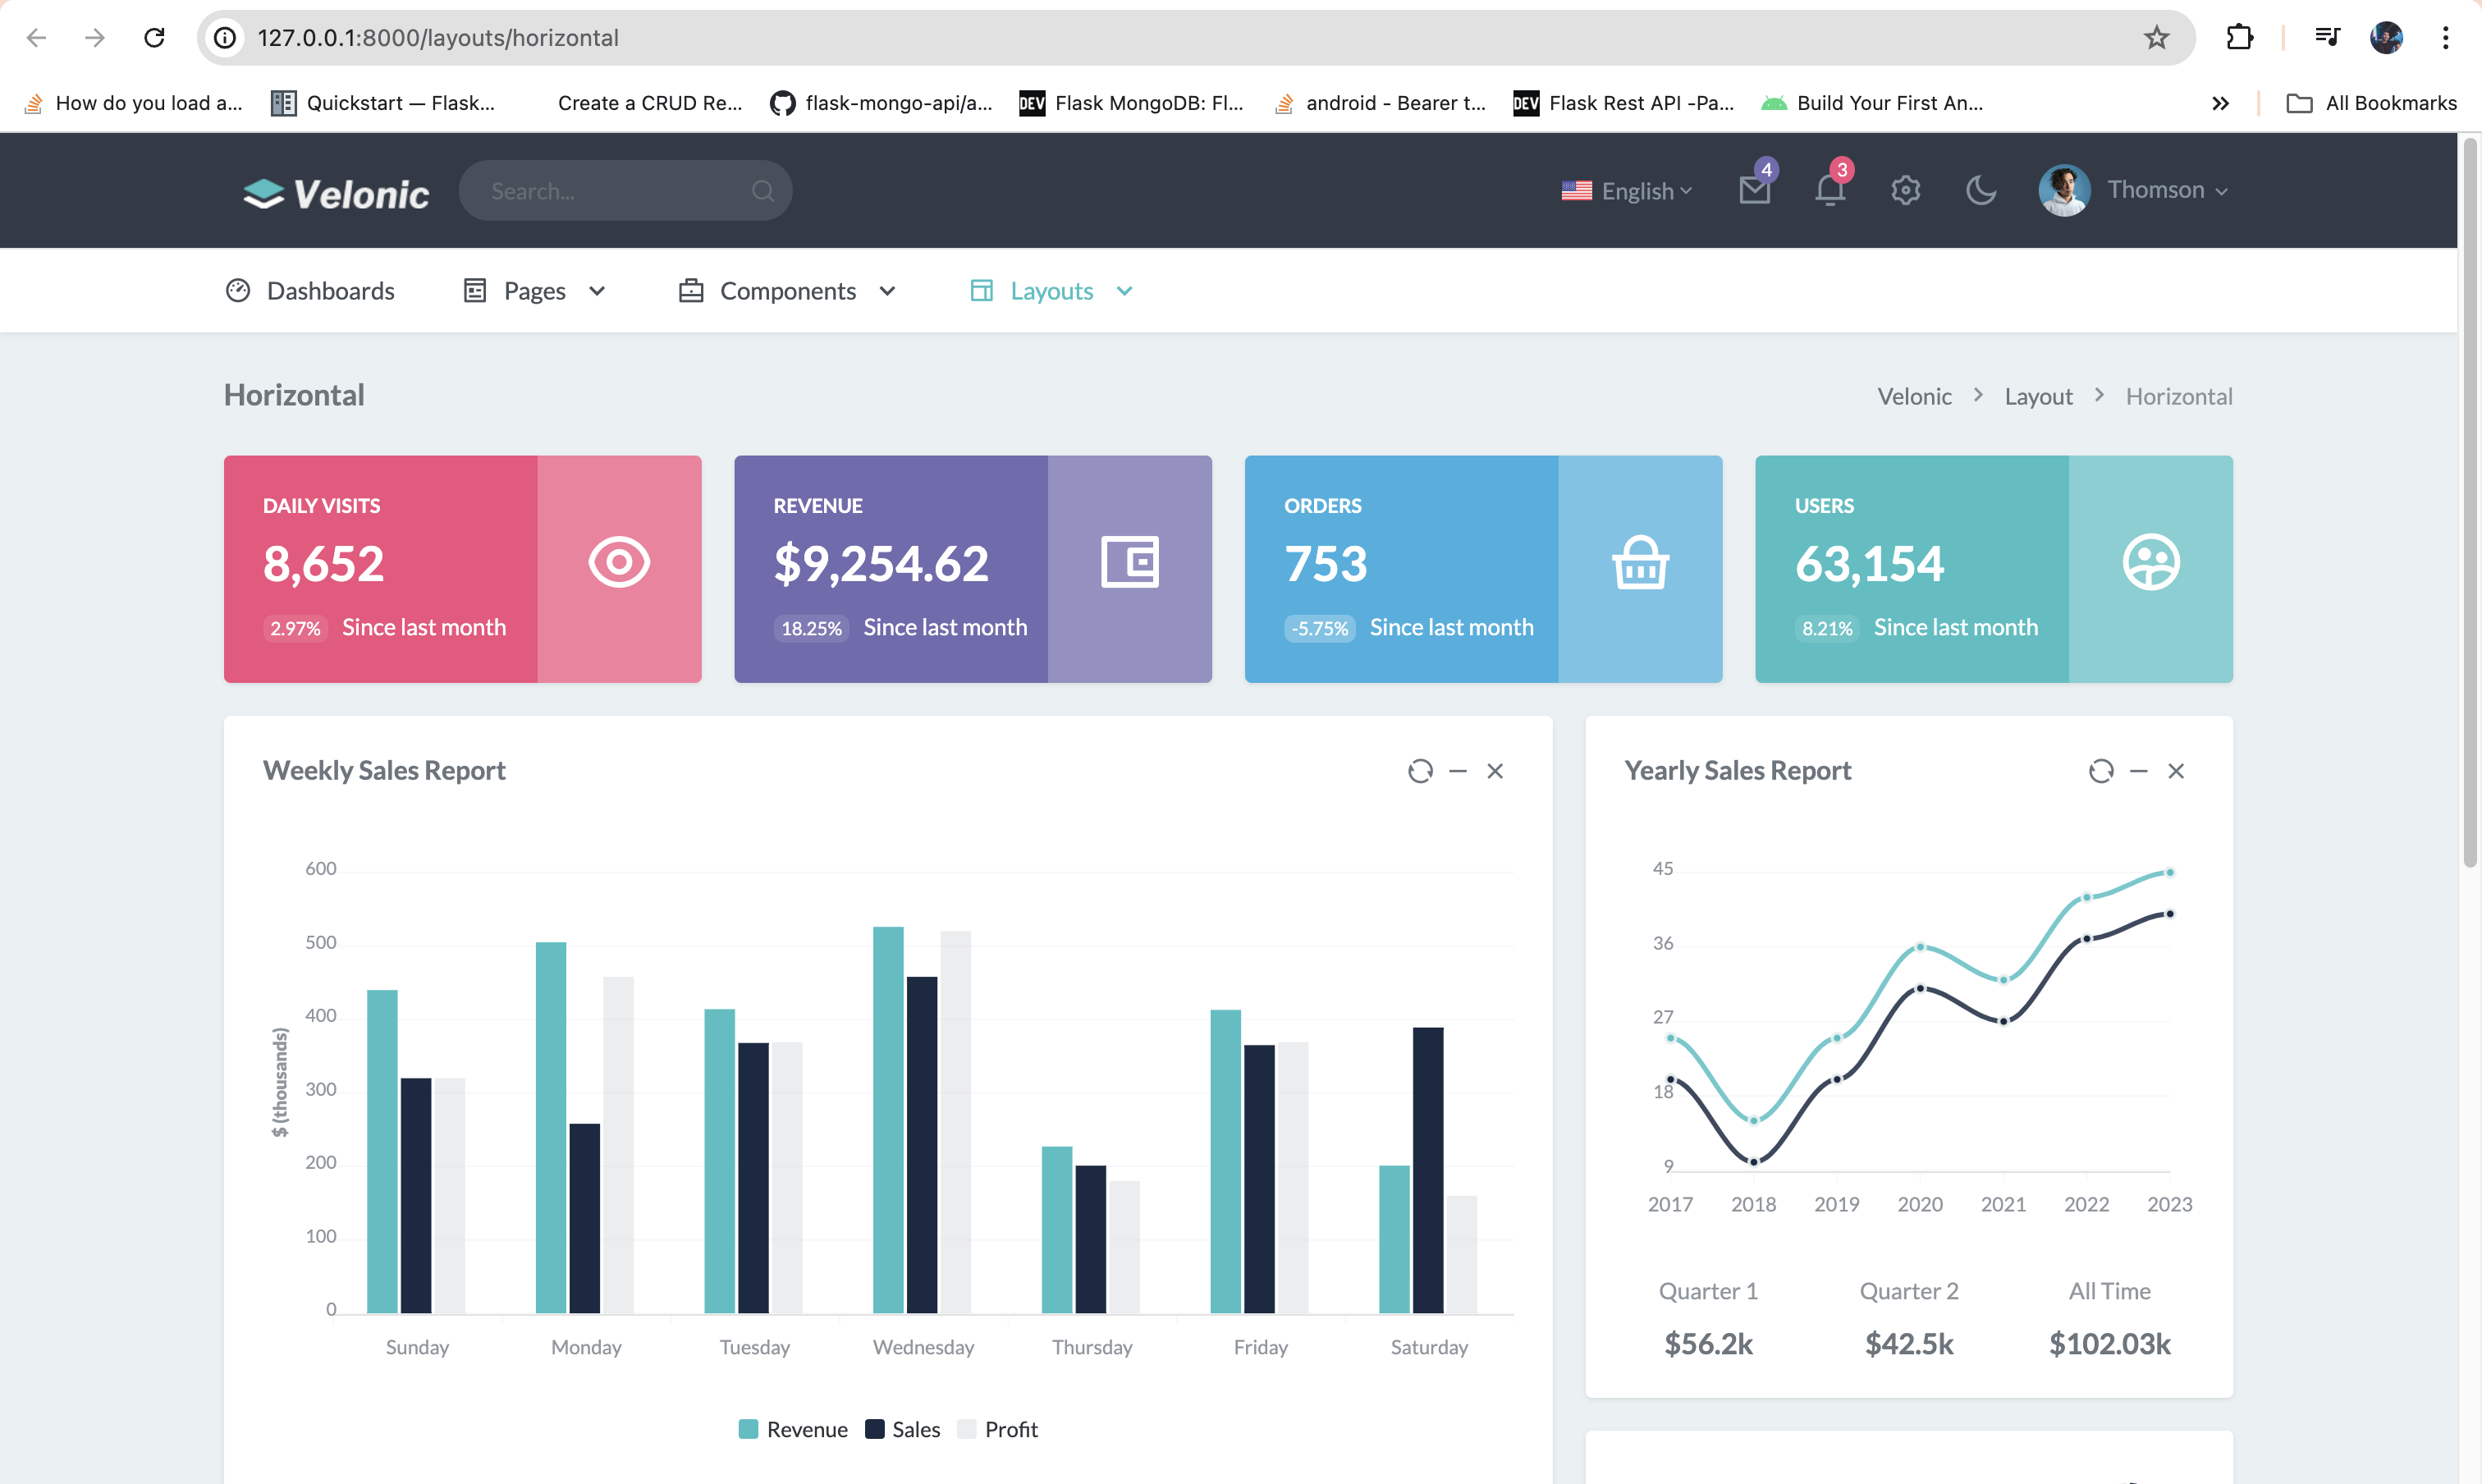 127.0.0.1:8000/layouts/horizontal
How do you load a...
Quickstart — Flask...
Create a CRUD Re...
flask-mongo-api/a...
DEV
Flask MongoDB: Fl...
android - Bearer t...
DEV
Flask Rest API -Pa...
Build Your First An...
All Bookmarks
Velonic
Search...
English
4
3
Thomson
Dashboards
Pages
Components
Layouts
Horizontal
Velonic > Layout > Horizontal
DAILY VISITS
8,652
2.97% Since last month
REVENUE
$9,254.62
18.25% Since last month
ORDERS
753
-5.75% Since last month
USERS
63,154
8.21% Since last month
Weekly Sales Report
$ (thousands)
600
500
400
300
200
100
0
Sunday Monday Tuesday Wednesday Thursday Friday Saturday
Revenue Sales Profit
Yearly Sales Report
45
36
27
18
9
2017 2018 2019 2020 2021 2022 2023
Quarter 1 Quarter 2 All Time
$56.2k $42.5k $102.03k